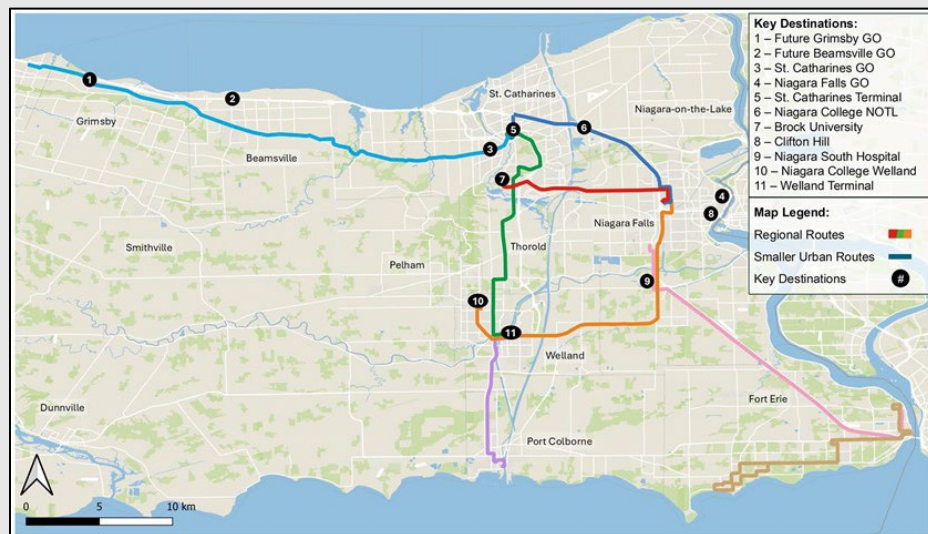 Key Destinations:
1 – Future Grimsby GO
2 – Future Beamsville GO
3 – St. Catharines GO
4 – Niagara Falls GO
5 – St. Catharines Terminal
6 – Niagara College NOTL
7 – Brock University
8 – Clifton Hill
9 – Niagara South Hospital
10 – Niagara College Welland
11 – Welland Terminal
Map Legend:
Regional Routes
Smaller Urban Routes
Key Destinations #
1
2
St. Catharines
Niagara-on-the-Lake
Grimsby
5
6
Beamsville
3
7
4
8
Niagara Falls
Smithville
Thorold
Pelham
9
10
11
Welland
Dunnville
Fort Erie
Port Colborne
0 5 10 km